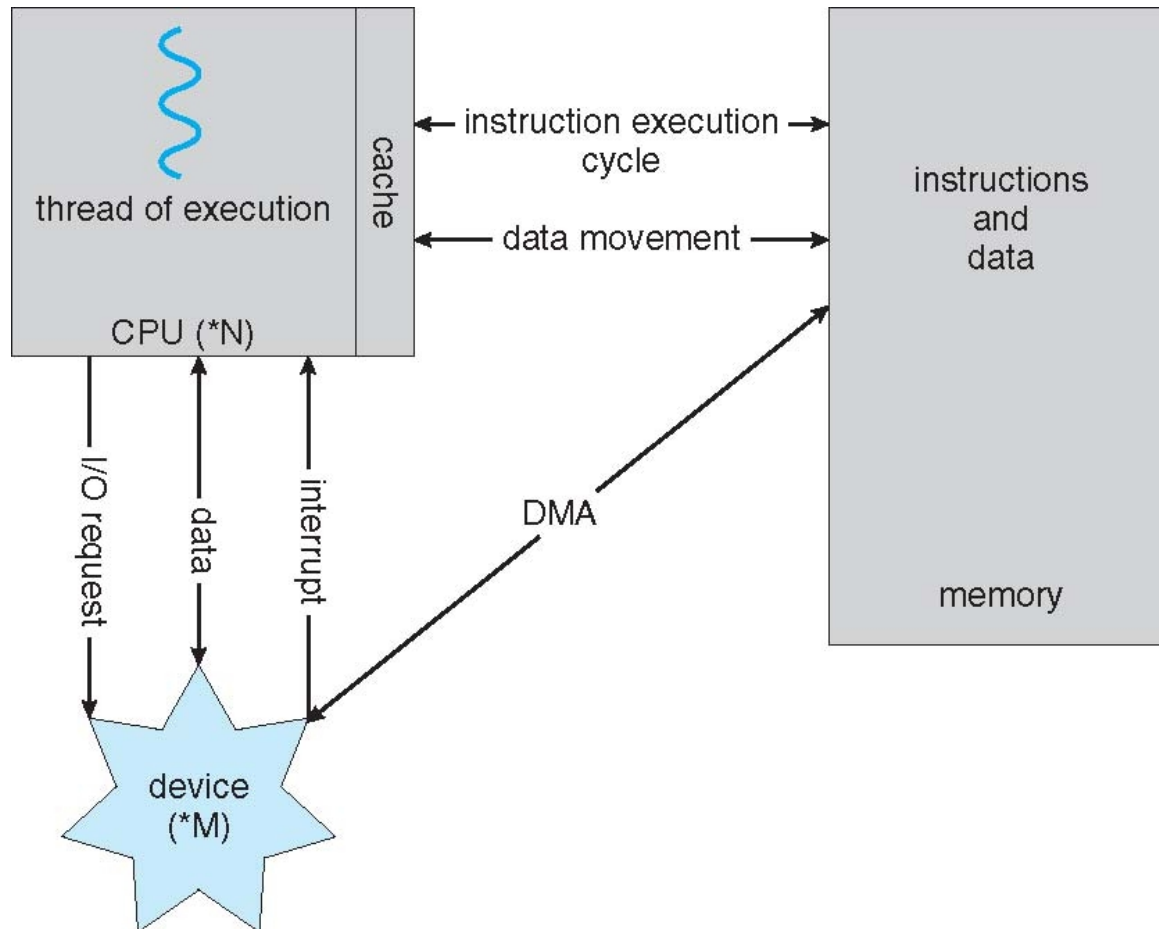 thread of execution
cache
CPU (*N)
instruction execution
cycle
data movement
instructions
and
data
memory
I/O request
data
interrupt
DMA
device
(*M)